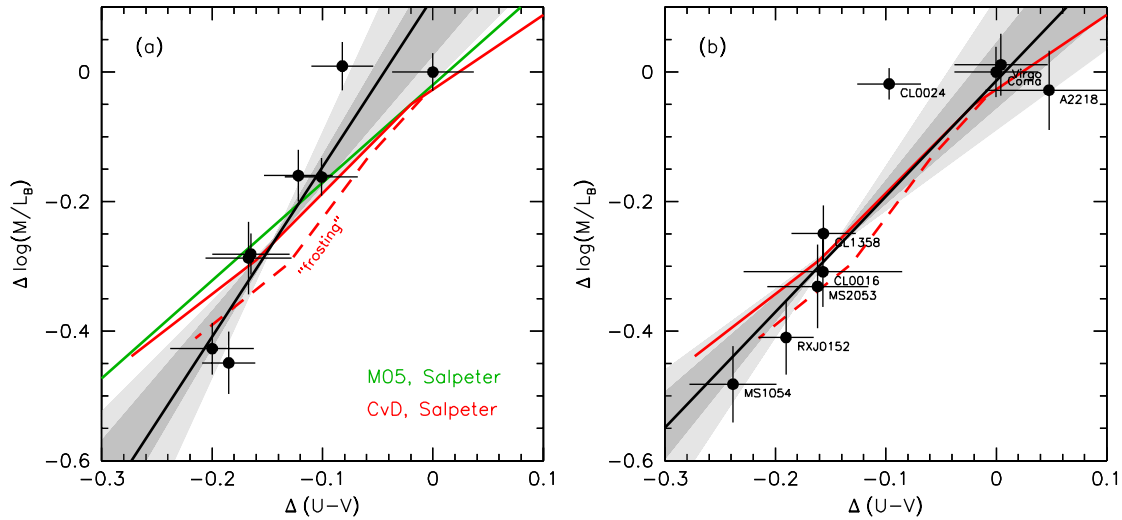 (a)
0
−0.2
−0.4
−0.6
Δ log(M/L_B)
"frosting"
M05, Salpeter
CvD, Salpeter
−0.3
−0.2
−0.1
0
0.1
Δ (U−V)
(b)
0
−0.2
−0.4
−0.6
Δ log(M/L_B)
Virgo
Coma
CL0024
A2218
CL1358
CL0016
MS2053
RXJ0152
MS1054
−0.3
−0.2
−0.1
0
0.1
Δ (U−V)